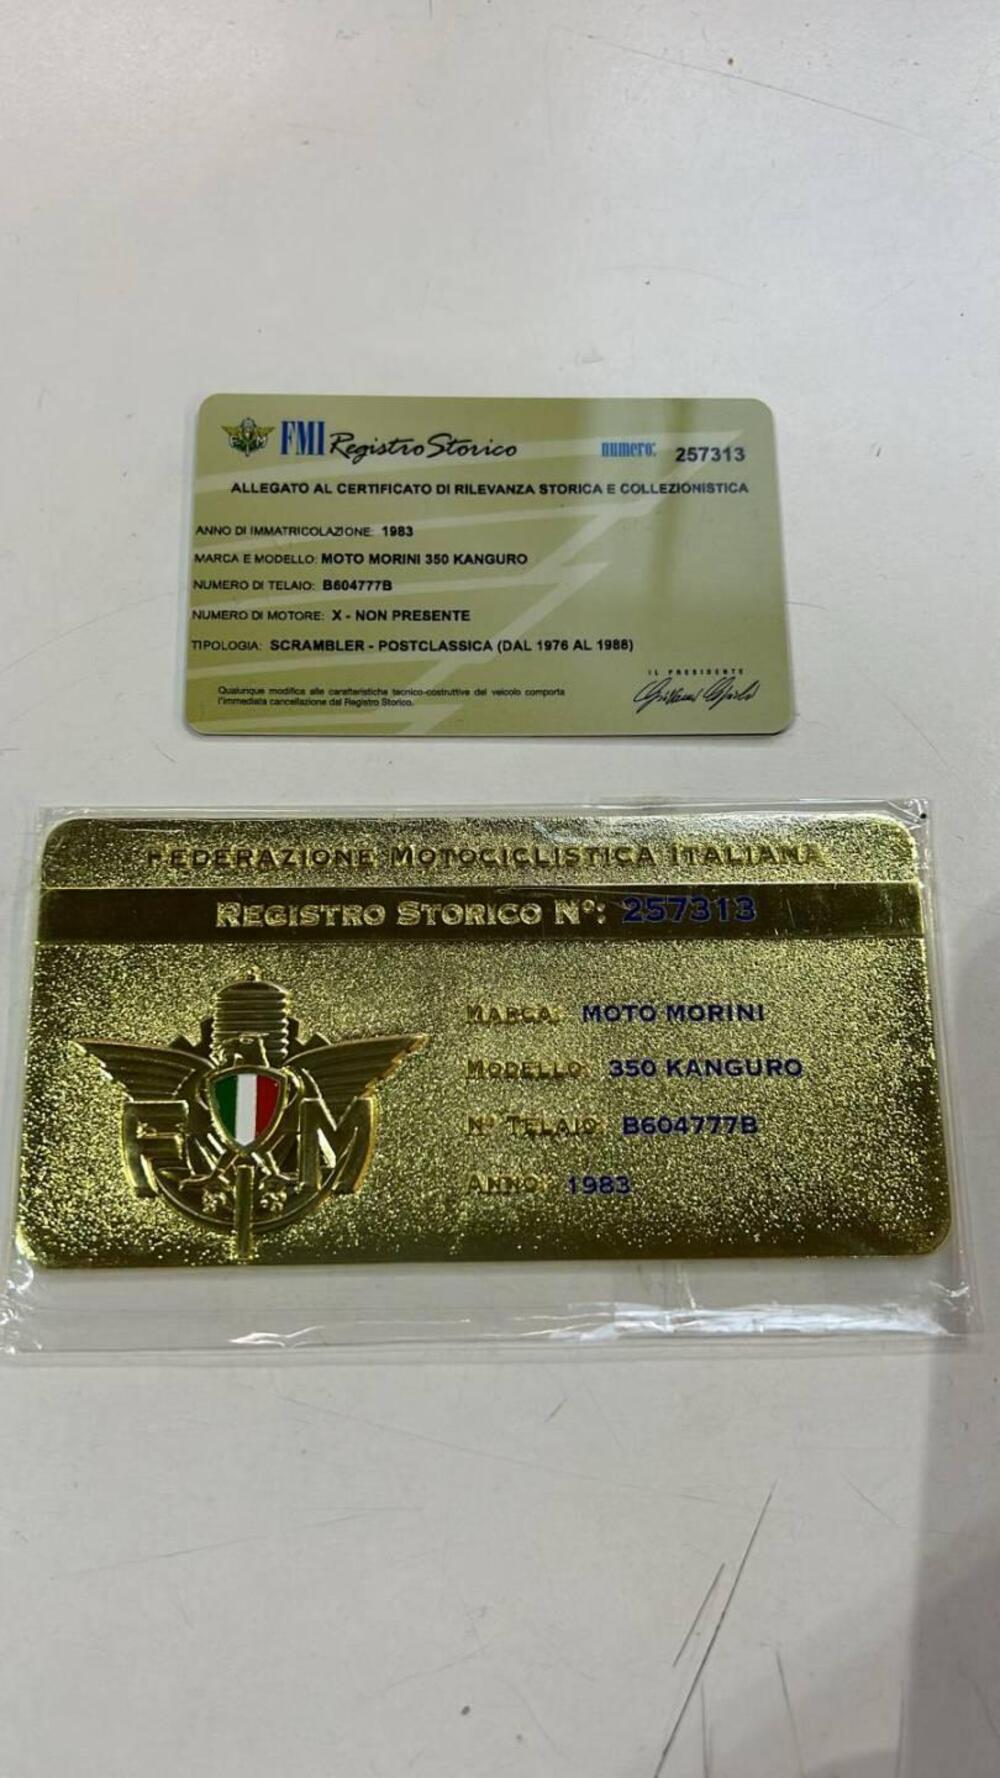 FMI Registro Storico numero: 257313
ALLEGATO AL CERTIFICATO DI RILEVANZA STORICA E COLLEZIONISTICA
ANNO DI IMMATRICOLAZIONE: 1983
MARCA E MODELLO: MOTO MORINI 350 KANGURO
NUMERO DI TELAIO: B604777B
NUMERO DI MOTORE: X - NON PRESENTE
TIPOLOGIA: SCRAMBLER - POSTCLASSICA (DAL 1976 AL 1988)
IL PRESIDENTE
Qualunque modifica alle caratteristiche tecnico-costruttive del veicolo comporta
l'immediata cancellazione dal Registro Storico.
FEDERAZIONE MOTOCICLISTICA ITALIANA
REGISTRO STORICO N°: 257313
MARCA: MOTO MORINI
MODELLO: 350 KANGURO
N° TELAIO: B604777B
ANNO: 1983
F M